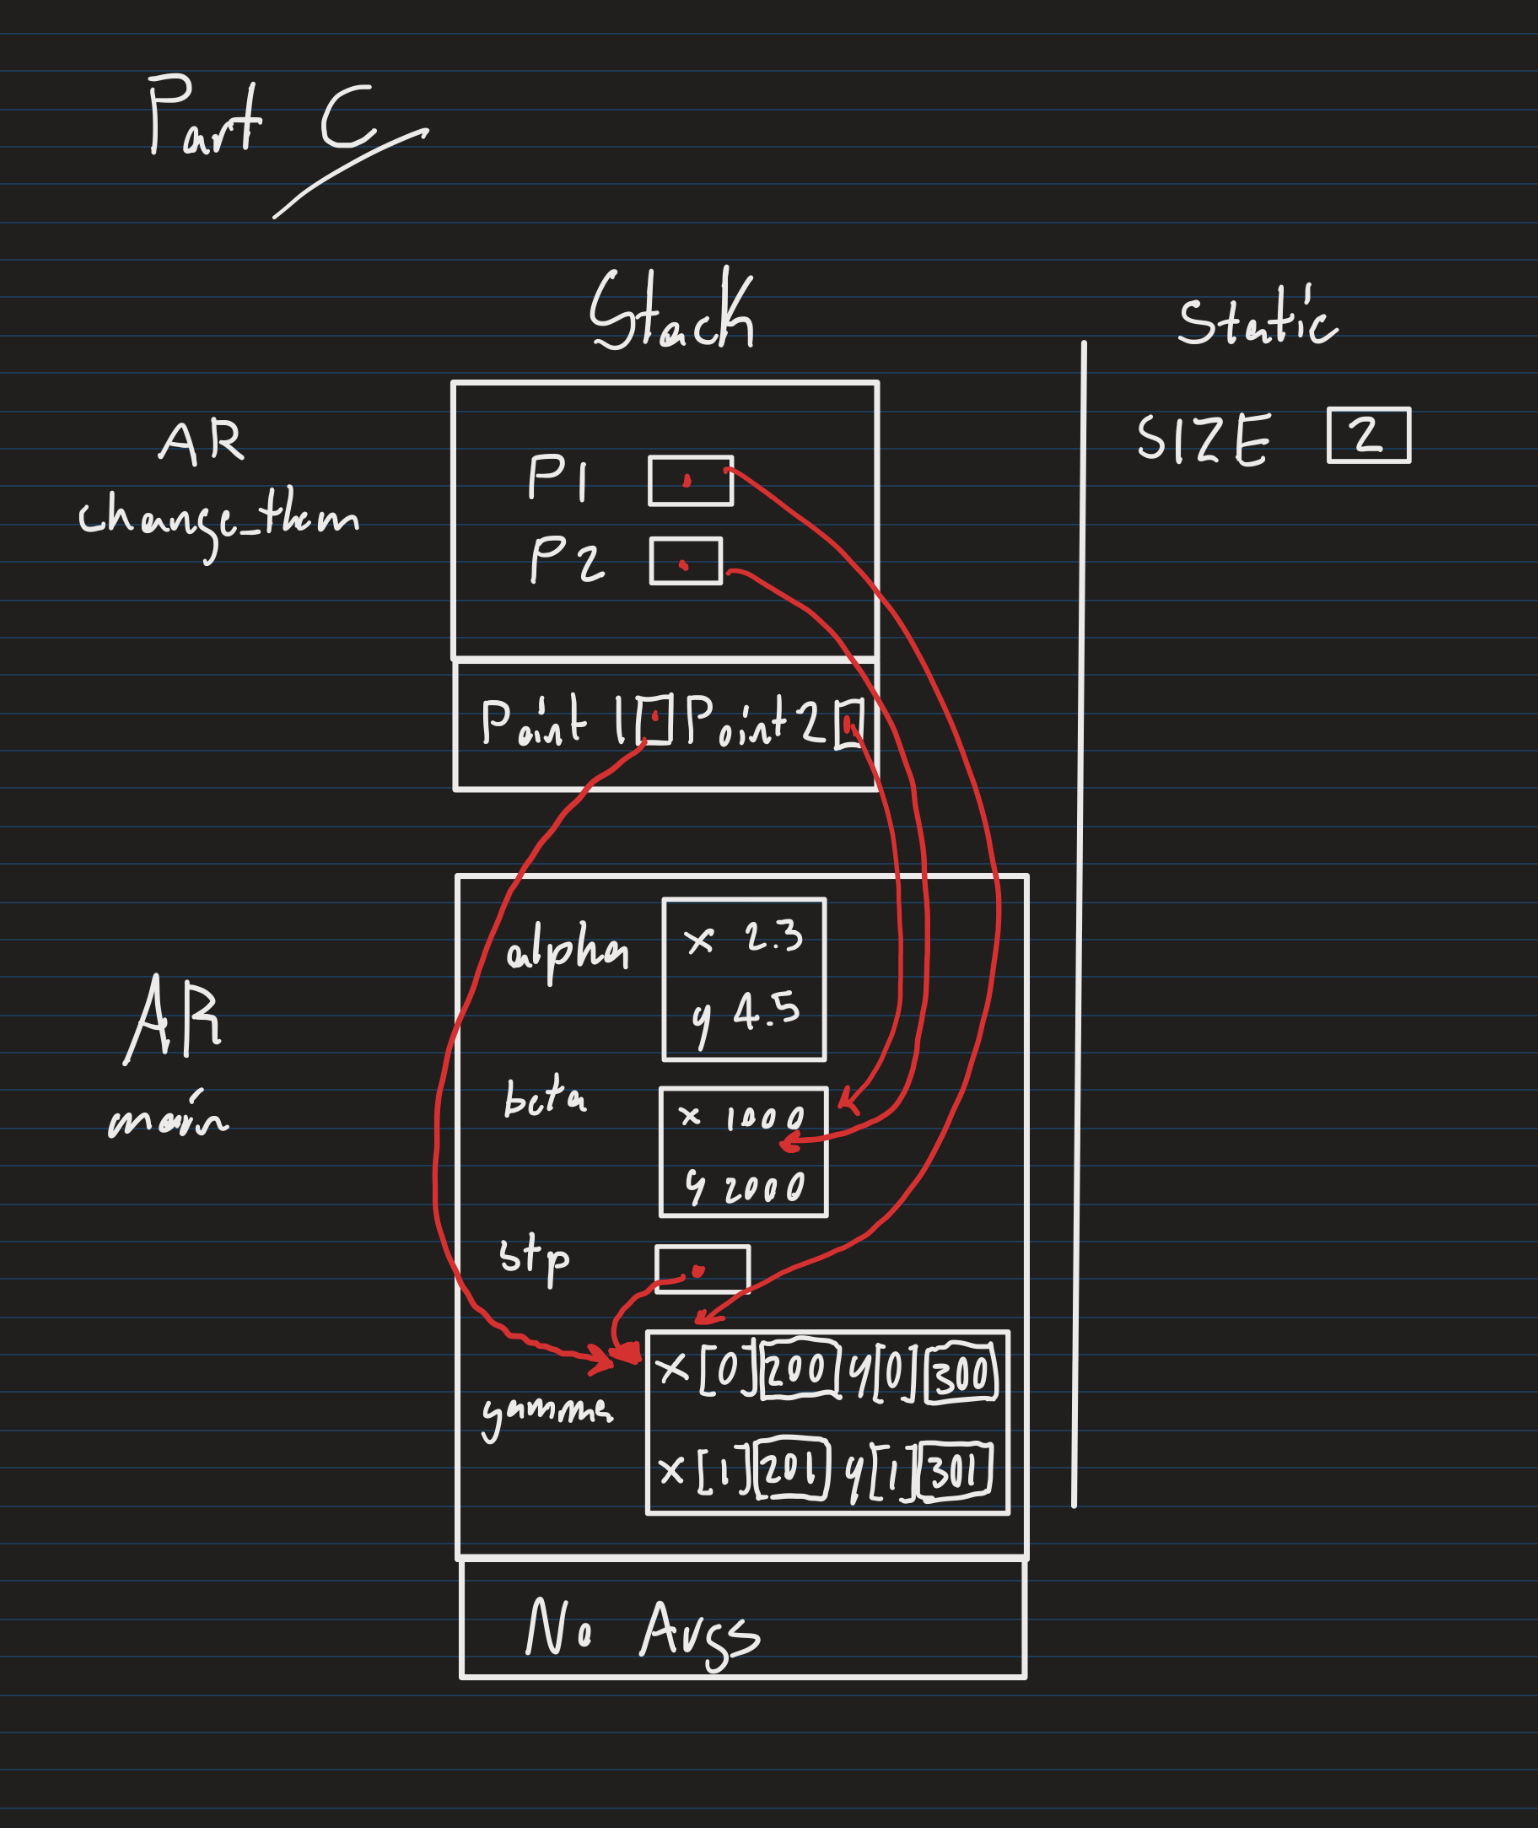 Part C
Stack
Static
AR
change_them
P1
P2
SIZE 2
Point 1 Point 2
AR
main
alpha
x 2.3
y 4.5
beta
x 1000
y 2000
stp
gamma
x[0] 200 y[0] 300
x[1] 201 y[1] 301
No Args